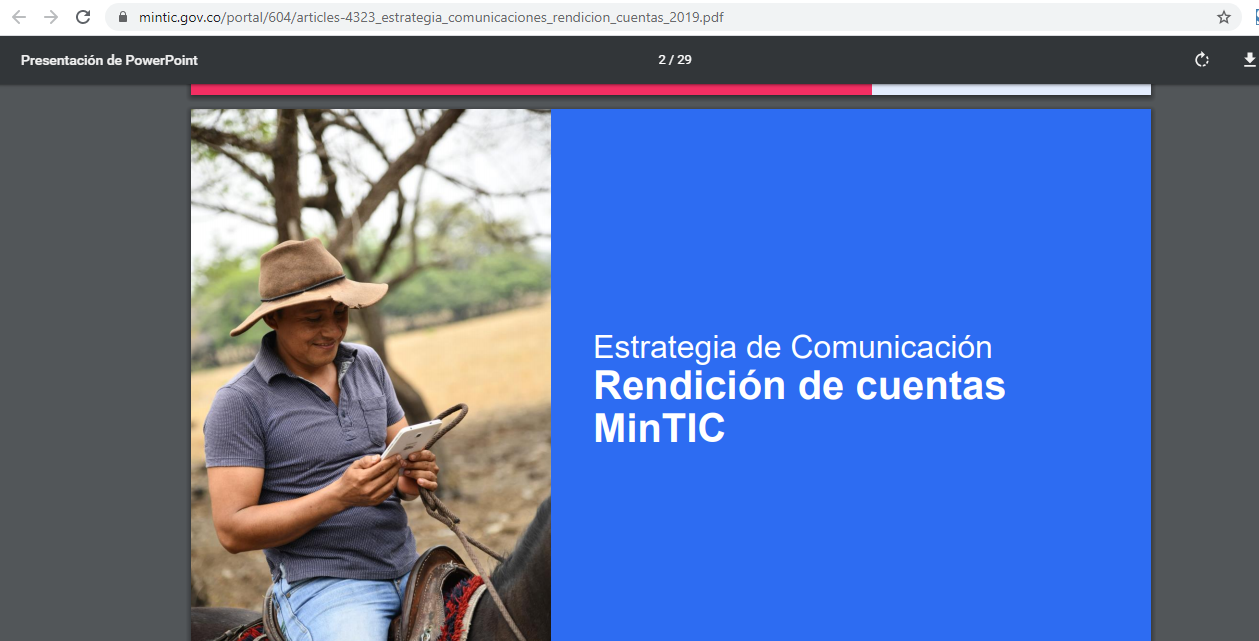 mintic.gov.co/portal/604/articles-4323_estrategia_comunicaciones_rendicion_cuentas_2019.pdf
Presentación de PowerPoint
2 / 29
Estrategia de Comunicación
Rendición de cuentas
MinTIC